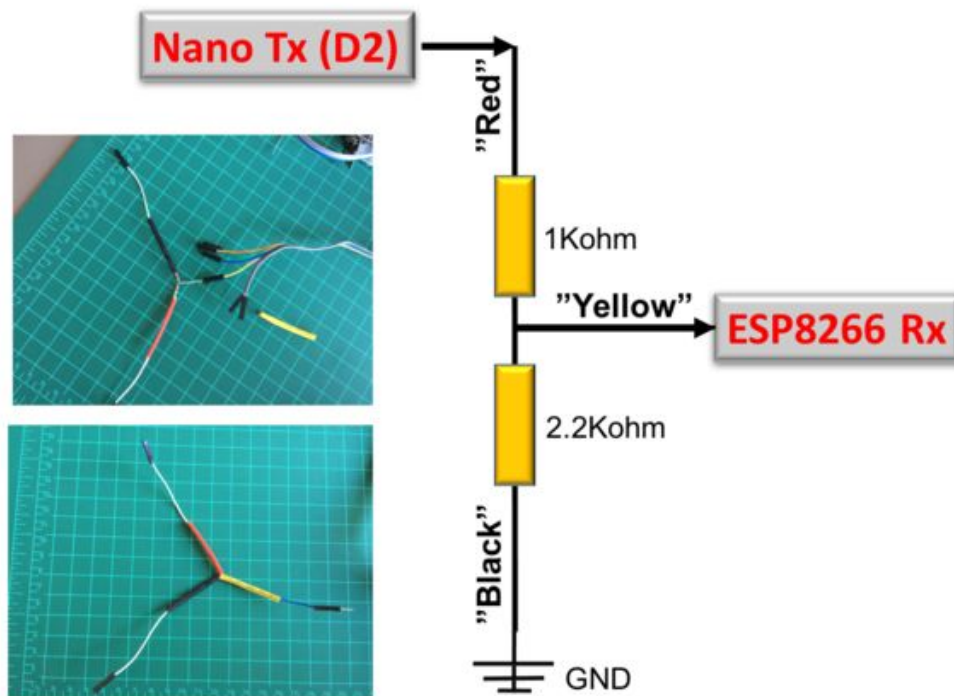 Nano Tx (D2)
”Red”
1Kohm
”Yellow”
ESP8266 Rx
2.2Kohm
”Black”
GND